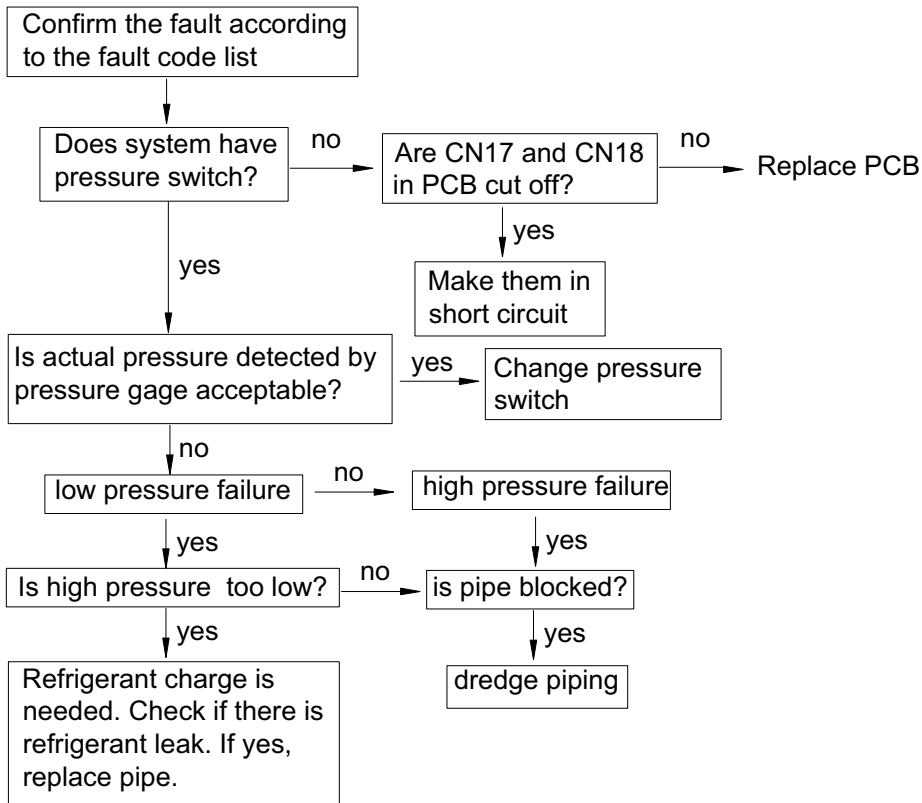 Confirm the fault according
to the fault code list
Does system have
pressure switch?
no
Are CN17 and CN18
in PCB cut off?
no
Replace PCB
yes
yes
Make them in
short circuit
Is actual pressure detected by
pressure gage acceptable?
yes
Change pressure
switch
no
low pressure failure
no
high pressure failure
yes
yes
Is high pressure too low?
no
is pipe blocked?
yes
yes
Refrigerant charge is
needed. Check if there is
refrigerant leak. If yes,
replace pipe.
dredge piping